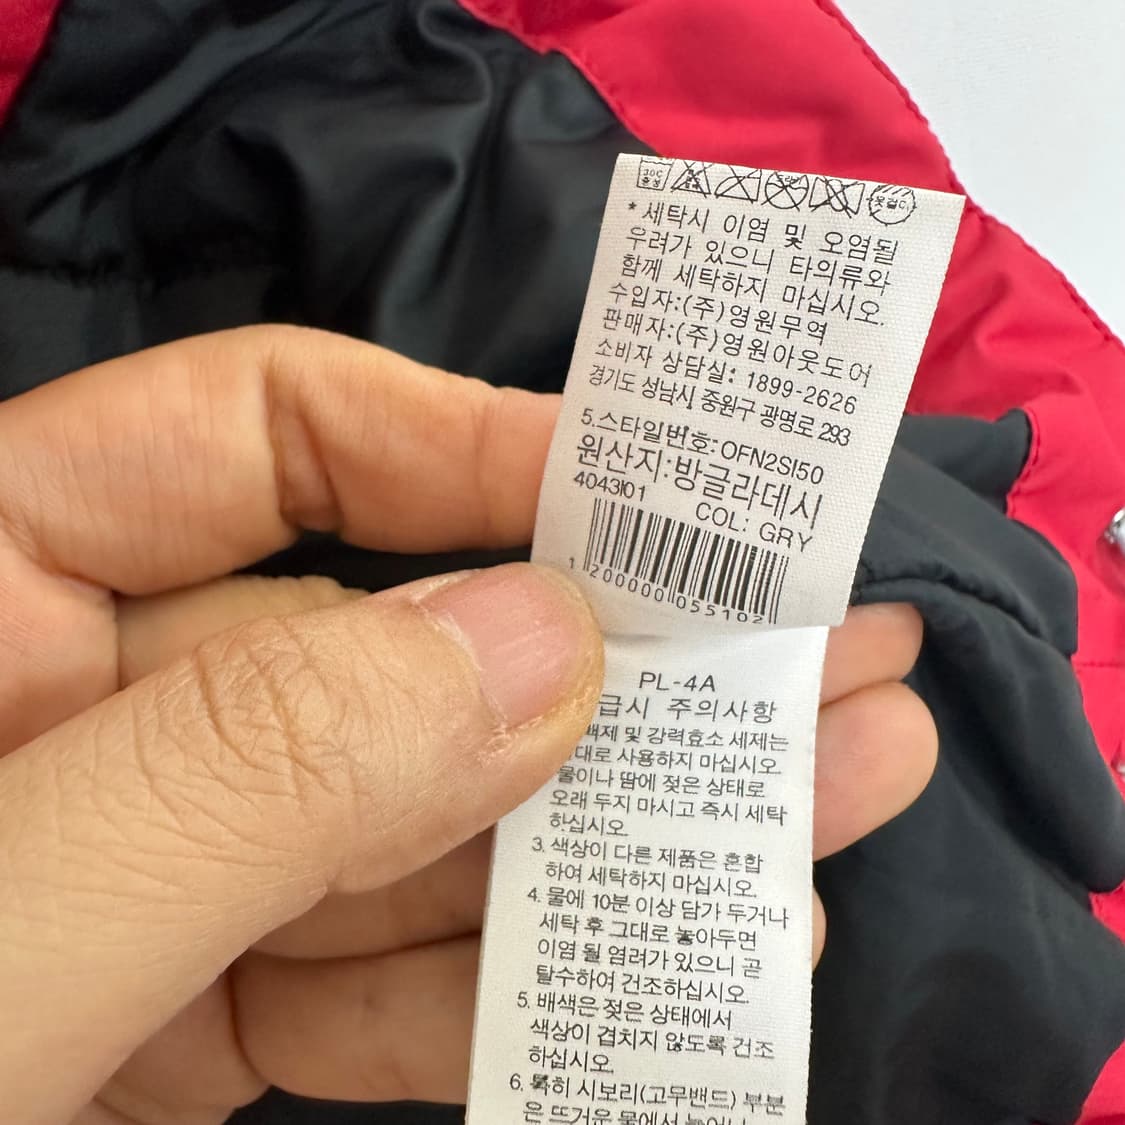 30℃
중성
옷걸이
* 세탁시 이염 및 오염될
우려가 있으니 타의류와
함께 세탁하지 마십시오.
수입자:(주)영원무역
판매자:(주)영원아웃도어
소비자 상담실: 1899-2626
경기도 성남시 중원구 광명로 293
5.스타일번호:OFN2SI50
원산지:방글라데시
4043101
COL: GRY
1 200000 055102
PL-4A
급시 주의사항
백제 및 강력효소 세제는
대로 사용하지 마십시오.
물이나 땀에 젖은 상태로
오래 두지 마시고 즉시 세탁
하십시오.
3. 색상이 다른 제품은 혼합
하여 세탁하지 마십시오.
4. 물에 10분 이상 담가 두거나
세탁 후 그대로 놓아두면
이염 될 염려가 있으니 곧
탈수하여 건조하십시오.
5. 배색은 젖은 상태에서
색상이 겹치지 않도록 건조
하십시오.
6. 특히 시보리(고무밴드) 부분
은 뜨거운 물에서